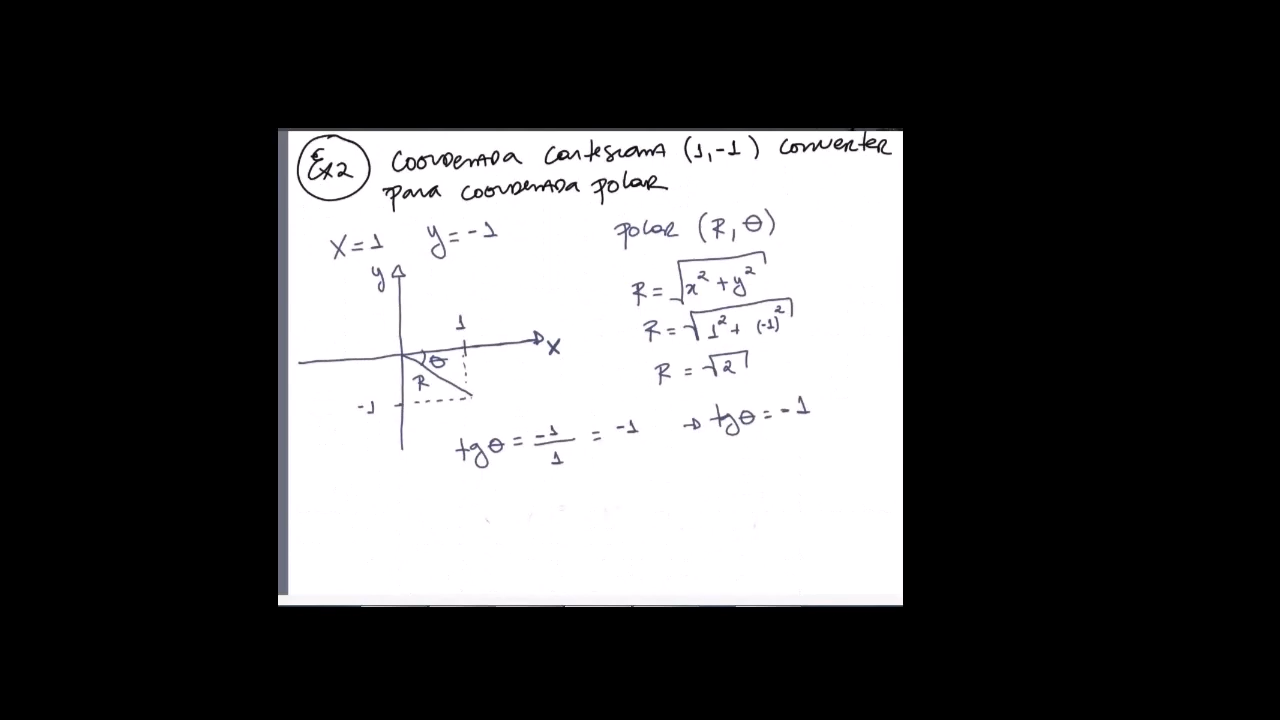 Ex2 Coordenada Cartesiana (1,-1) converter
para coordenada polar
x=1 y=-1
polar (R, θ)
y
R = √x² + y²
1
R = √1² + (-1)²
x
θ
R
R = √2
-1
tgθ = -1/1 = -1 → tgθ = -1